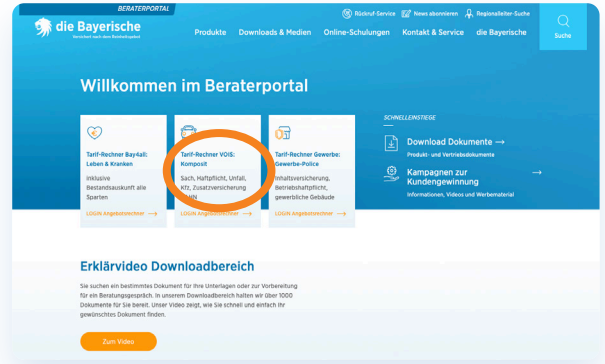 BERATERPORTAL
Rückruf-Service News abonnieren Regionalleiter-Suche
die Bayerische
Versichert nach dem Reinheitsgebot
Produkte Downloads & Medien Online-Schulungen Kontakt & Service die Bayerische
Suche
Willkommen im Beraterportal
Tarif-Rechner Bay4all:
Leben & Kranken
inklusive
Bestandsauskunft alle
Sparten
LOGIN Angebotsrechner →
Tarif-Rechner VOIS:
Komposit
Sach, Haftpflicht, Unfall,
Kfz, Zusatzversicherung
LOGIN Angebotsrechner →
Tarif-Rechner Gewerbe:
Gewerbe-Police
Inhaltsversicherung,
Betriebshaftpflicht,
gewerbliche Gebäude
LOGIN Angebotsrechner →
SCHNELLEINSTIEGE
Download Dokumente →
Produkt- und Vertriebsdokumente
Kampagnen zur →
Kundengewinnung
Informationen, Videos und Werbematerial
Erklärvideo Downloadbereich
Sie suchen ein bestimmtes Dokument für Ihre Unterlagen oder zur Vorbereitung
für ein Beratungsgespräch. In unserem Downloadbereich halten wir über 1000
Dokumente für Sie bereit. Unser Video zeigt, wie Sie schnell und einfach Ihr
gewünschtes Dokument finden.
Zum Video